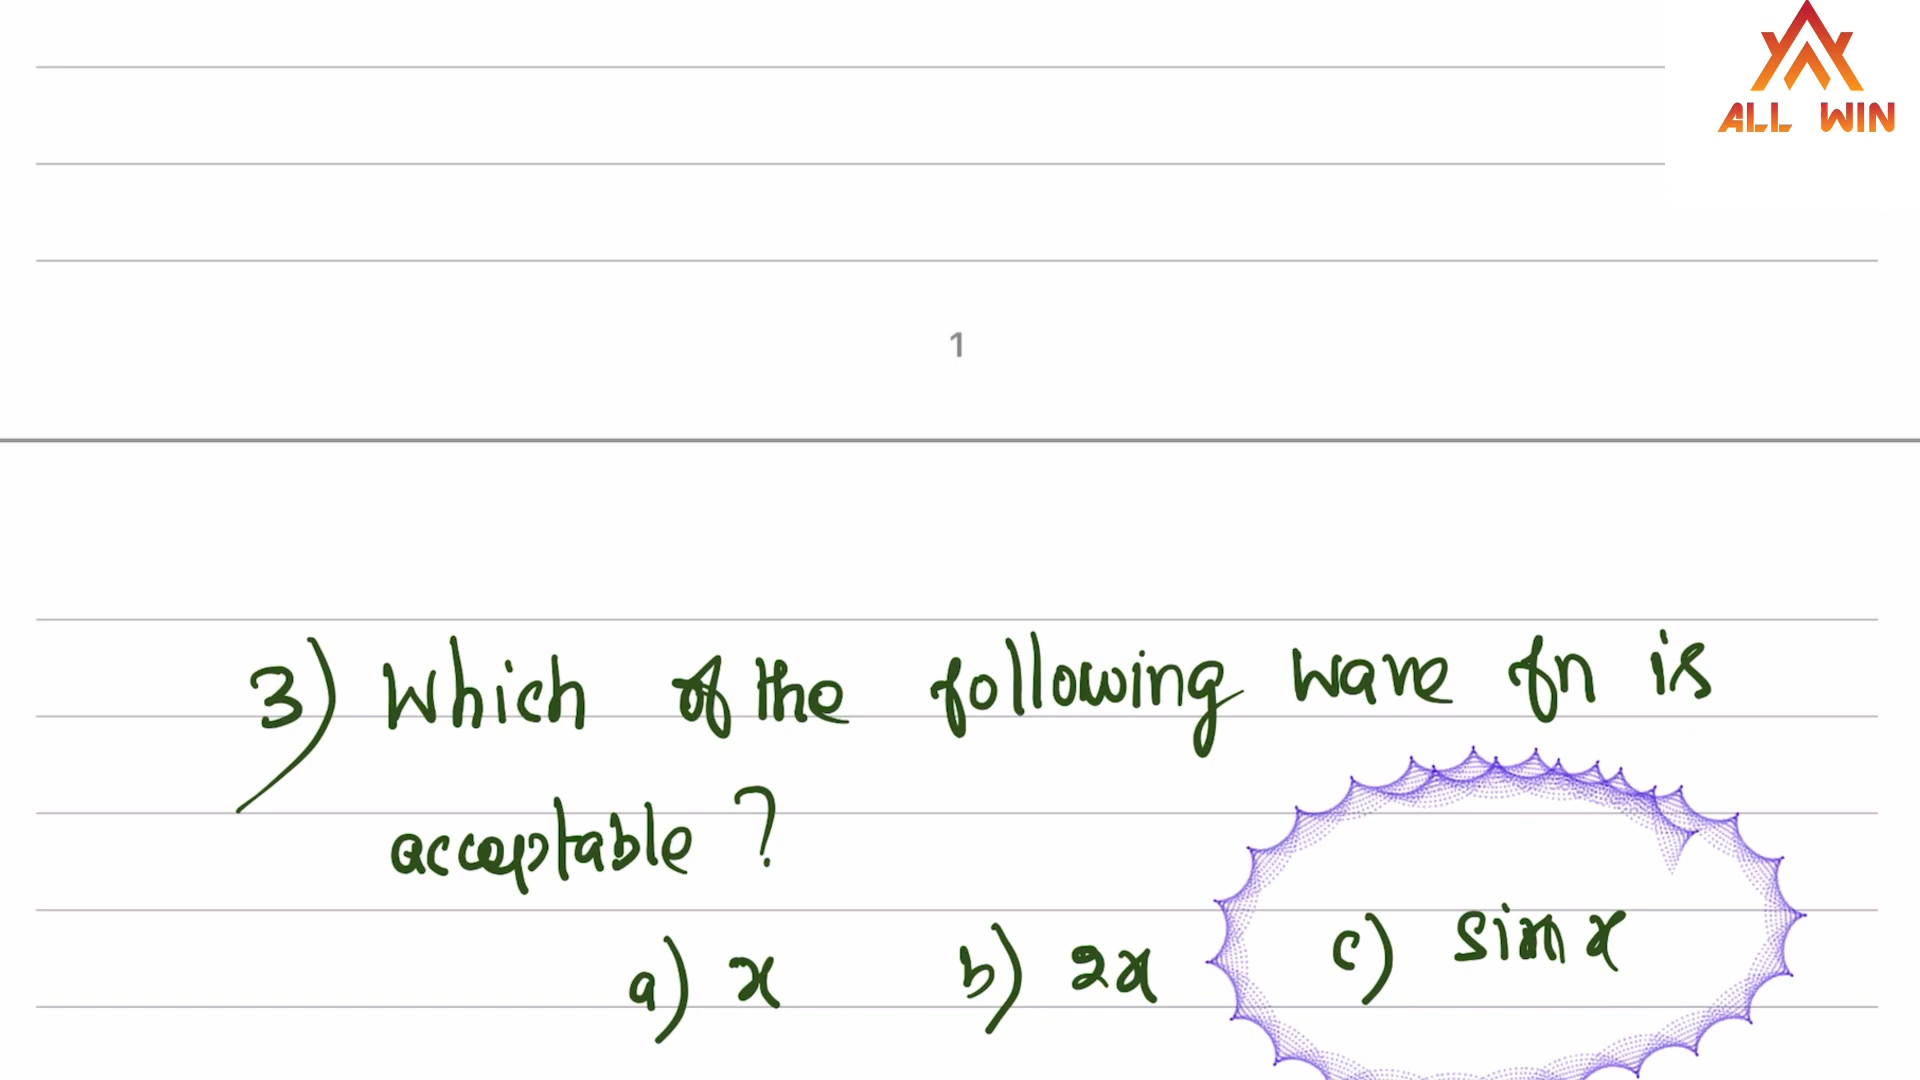 ALL WIN
1
3) Which of the following wave fn is
acceptable ?
a) x b) 2x c) sin x